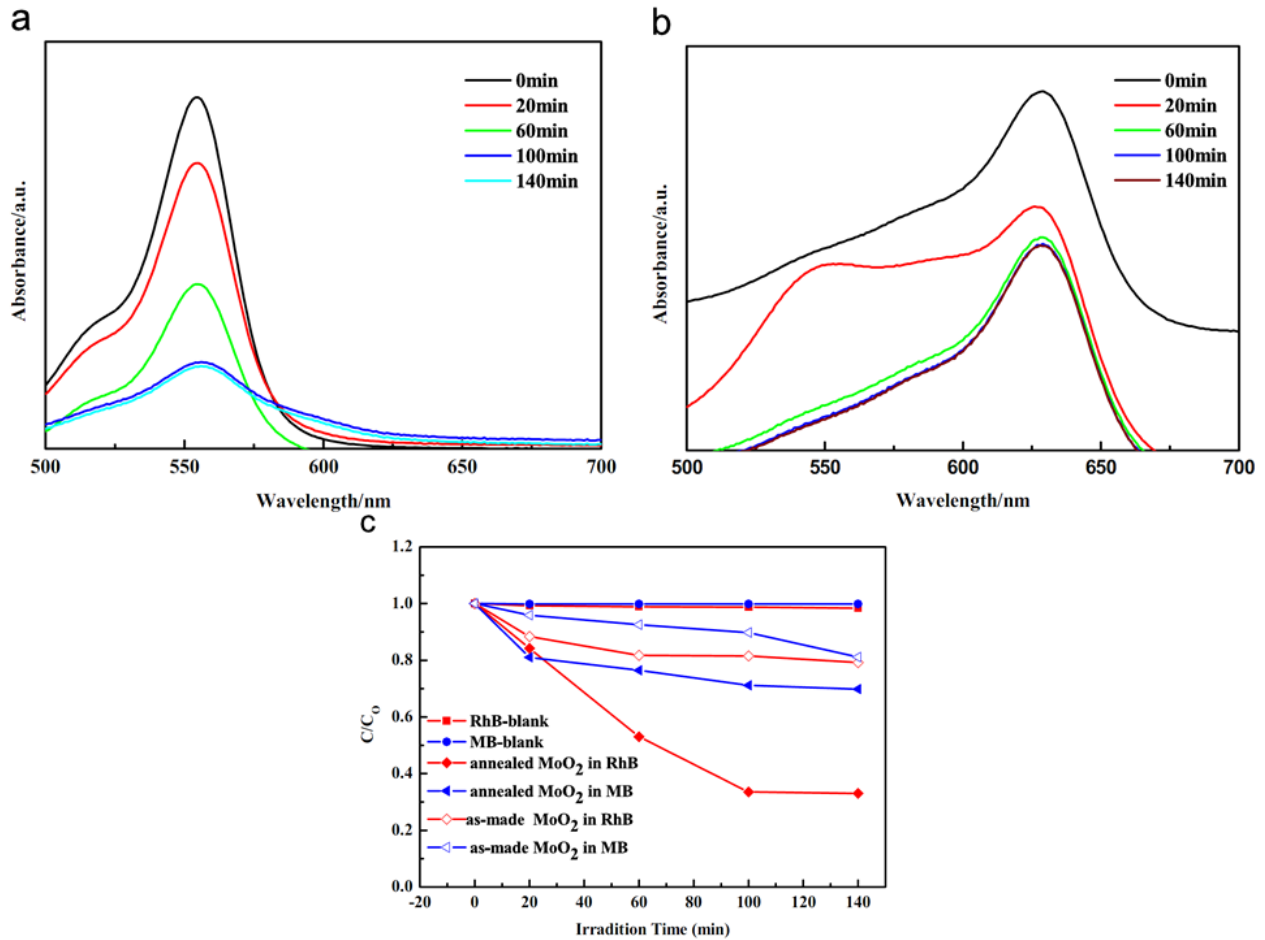 a
0min
20min
60min
100min
140min
Absorbance/a.u.
500 550 600 650 700
Wavelength/nm
b
0min
20min
60min
100min
140min
Absorbance/a.u.
500 550 600 650 700
Wavelength/nm
c
1.2
1.0
0.8
0.6
0.4
0.2
0.0
C/C_O
RhB-blank
MB-blank
annealed MoO2 in RhB
annealed MoO2 in MB
as-made MoO2 in RhB
as-made MoO2 in MB
-20 0 20 40 60 80 100 120 140
Irradition Time (min)